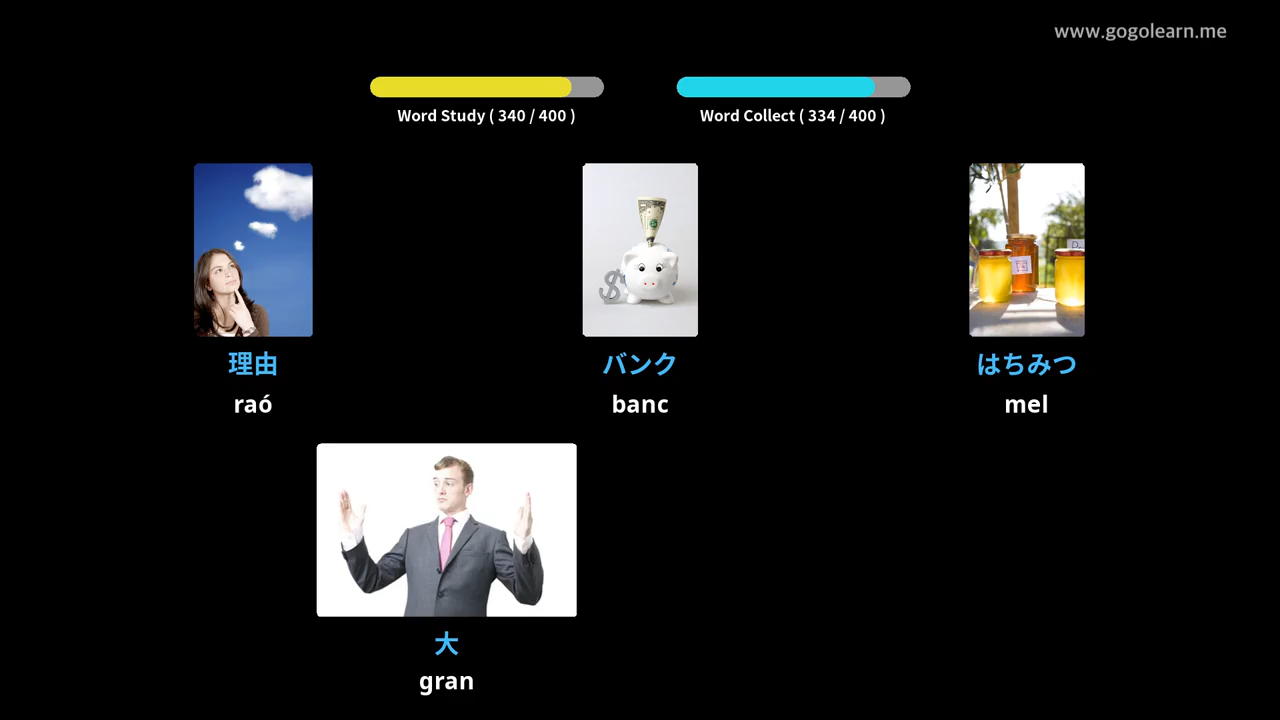 www.gogolearn.me
Word Study ( 340 / 400 )
Word Collect ( 334 / 400 )
理由
raó
バンク
banc
はちみつ
mel
大
gran